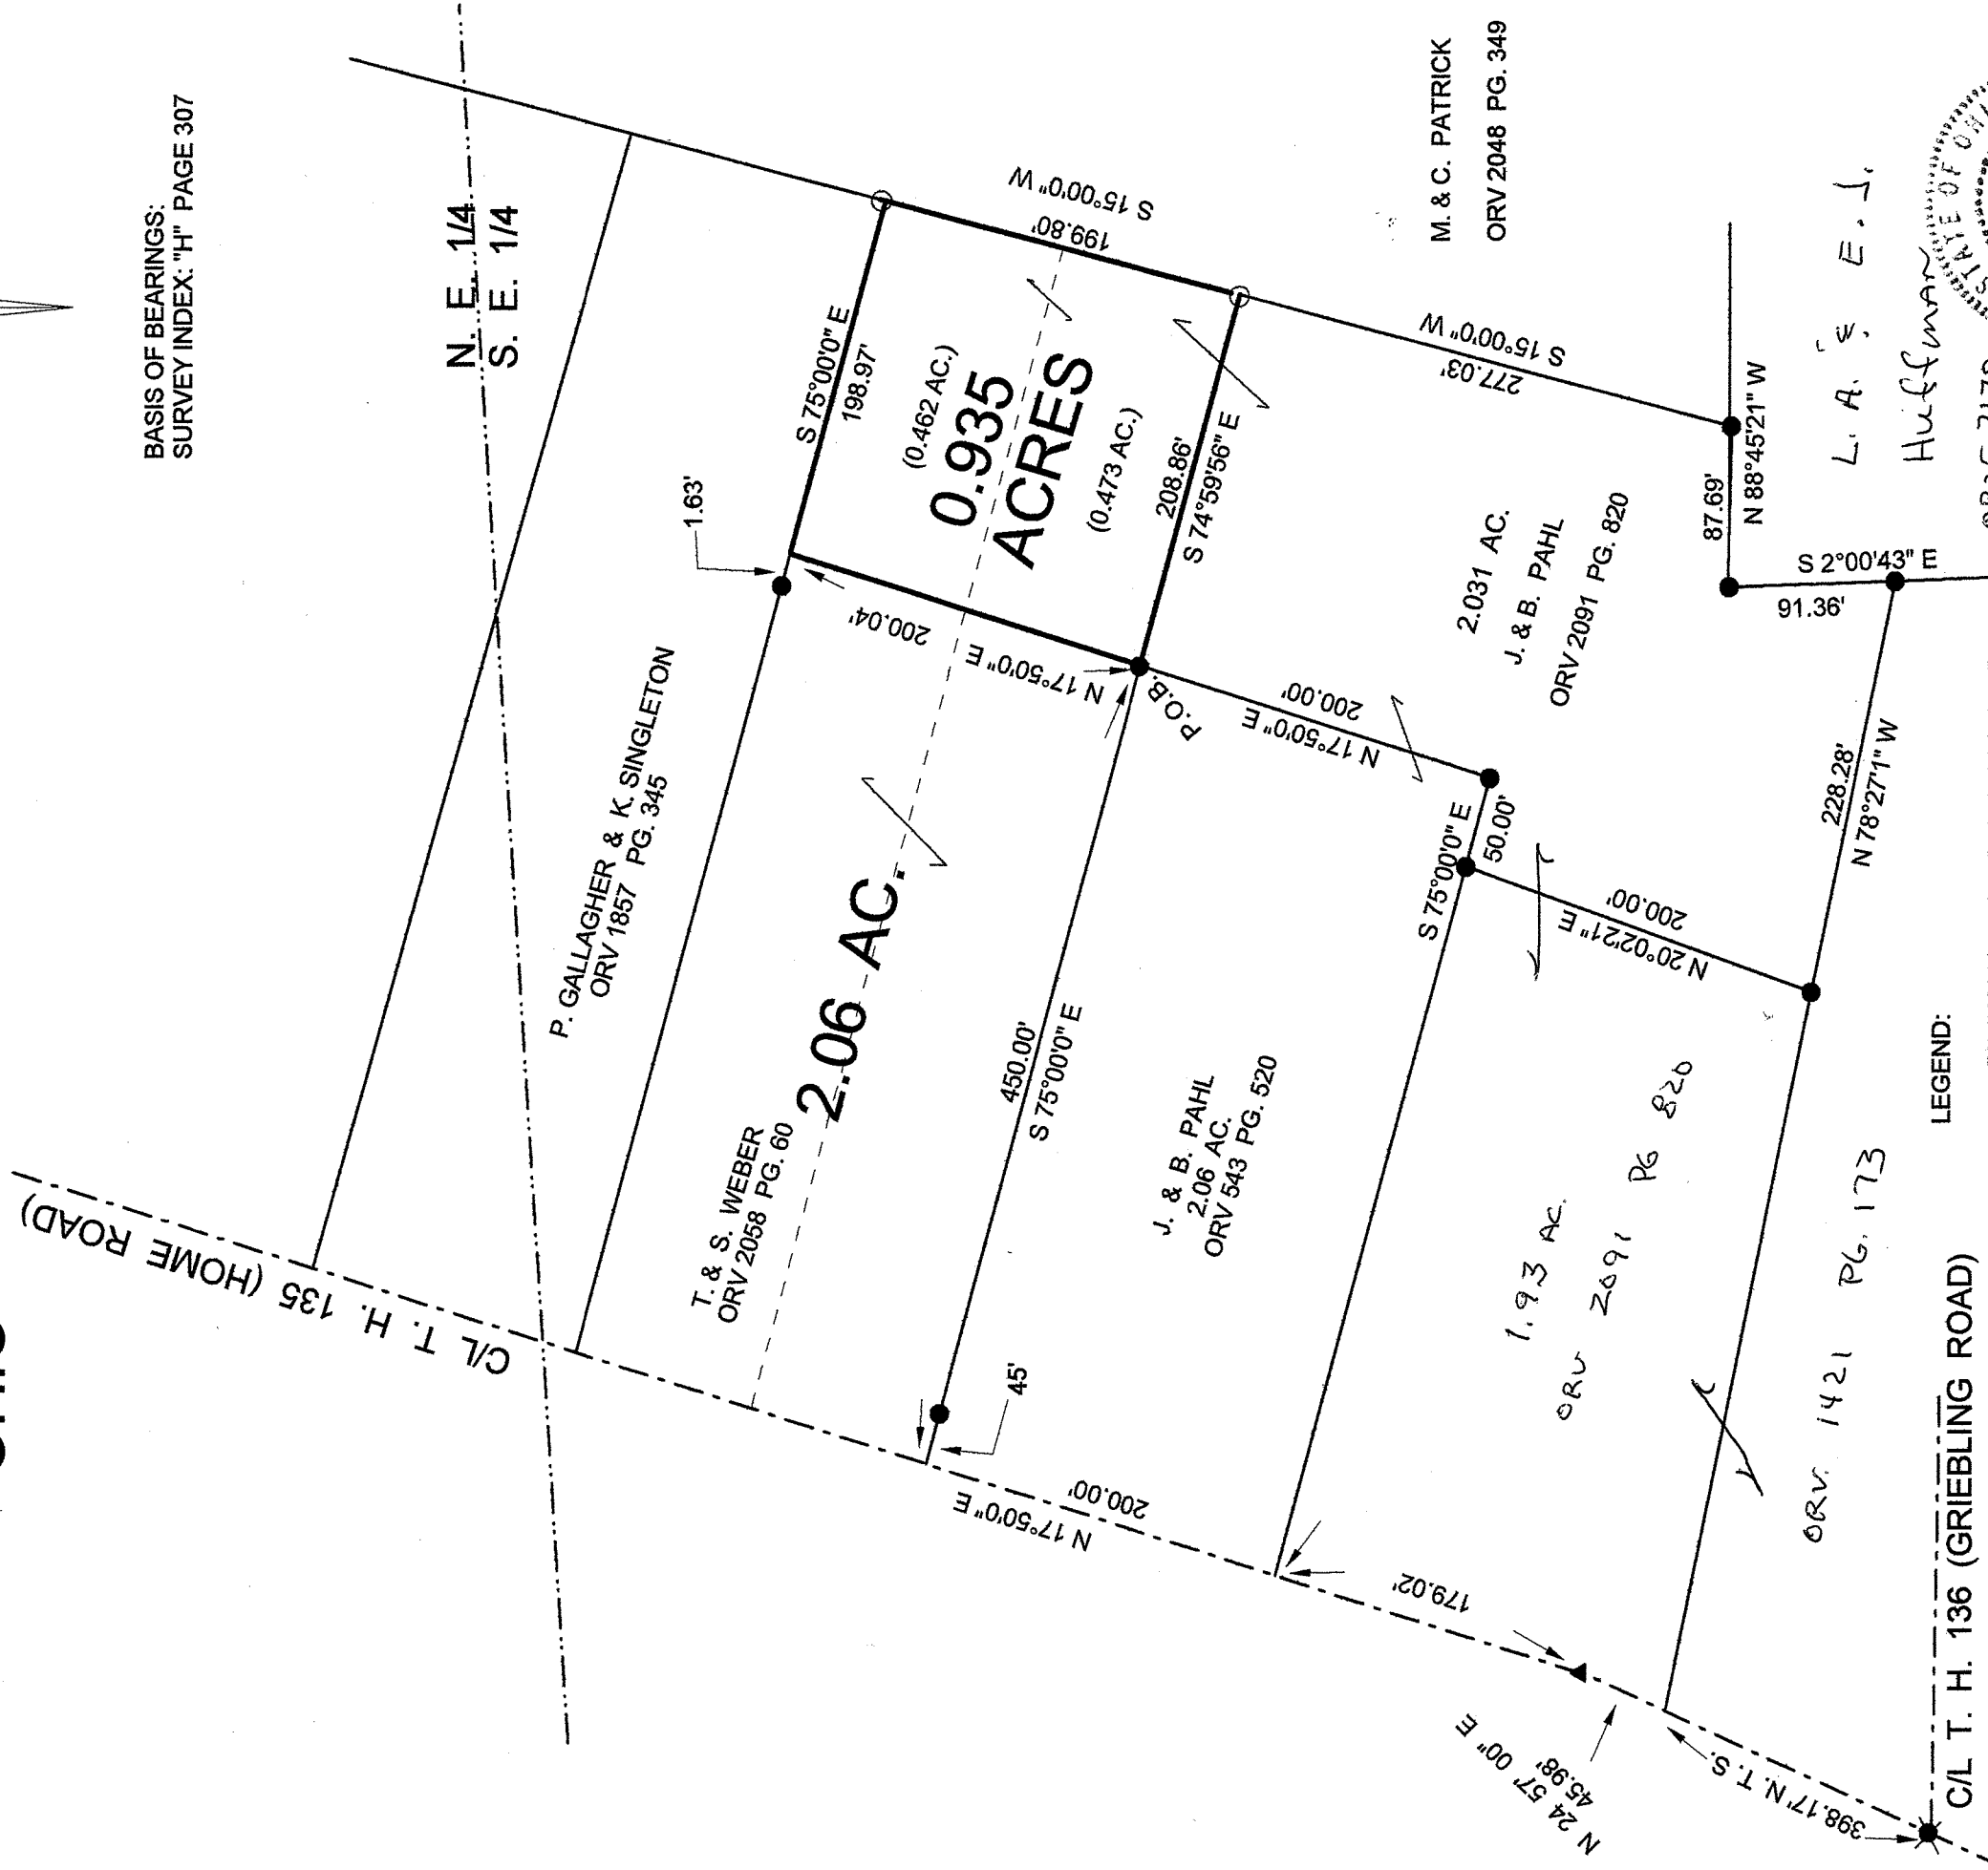 BASIS OF BEARINGS:
SURVEY INDEX: "H" PAGE 307
N. E. 1/4
S. E. 1/4
C/L T. H. 135 (HOME ROAD)
P. GALLAGHER & K. SINGLETON
ORV 1857 PG. 345
1.63'
S 75°00'0" E
198.97'
(0.462 AC.)
0.935
ACRES
(0.473 AC.)
S 15°00'0" W
199.80'
M. & C. PATRICK
ORV 2048 PG. 349
200.04'
N 17°50'0" E
208.86'
S 74°59'56" E
P.O.B.
T. & S. WEBER
ORV 2058 PG. 60
2.06 AC.
450.00'
S 75°00'0" E
45'
J. & B. PAHL
2.06 AC.
ORV 543 PG. 520
N 17°50'0" E
200.00'
200.00'
N 17°50'0" E
S 15°00'0" W
277.03'
2.031 AC.
J. & B. PAHL
ORV 2091 PG. 820
87.69'
N 88°45'21" W
S 2°00'43" E
91.36'
S 75°00'0" E
50.00'
200.00'
N 20°02'21" E
228.28'
N 78°27'1" W
L. A. & E. J.
Huffman
STATE OF
1.93 AC.
ORV 2091 PG 820
179.02'
N 24 57' 00" E
45.98'
ORV. 1421 PG. 173
398.17' N. T. S.
LEGEND:
C/L T. H. 136 (GRIEBLING ROAD)